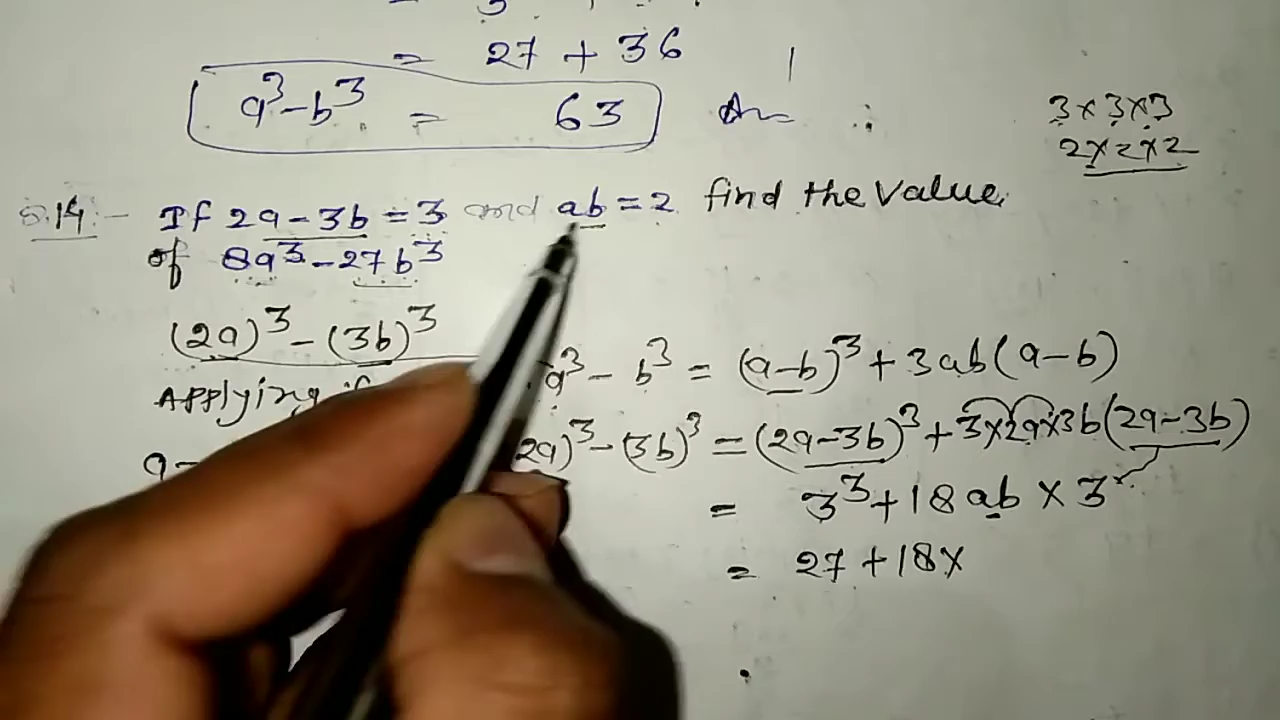 = 27 + 36
a³-b³ = 63
3×3×3
2×2×2
If 2a-3b=3 and ab=2 find the value
of 8a³-27b³
(2a)³-(3b)³
a³-b³ = (a-b)³+3ab(a-b)
Applying
2a)³-(3b)³ = (2a-3b)³+3×2a×3b(2a-3b)
= 3³+18ab×3
= 27+18×